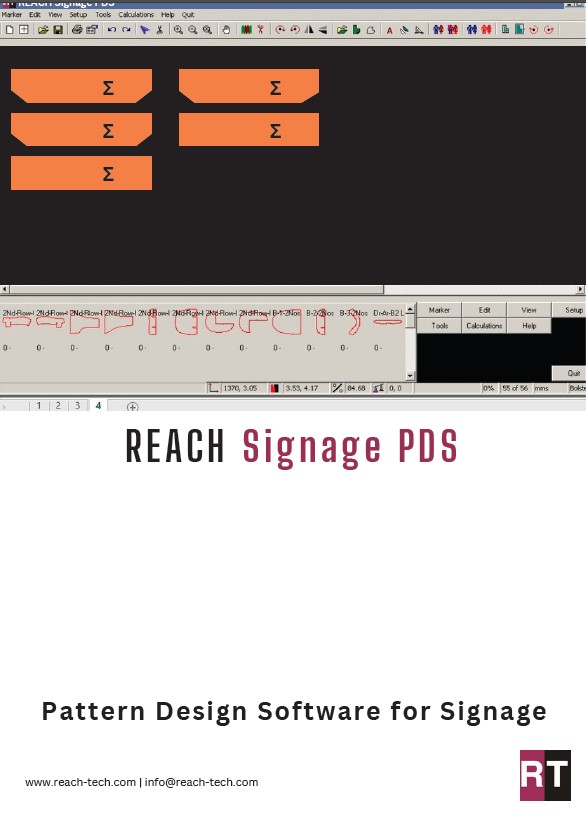 REACH Signage PDS
Marker Edit View Setup Tools Calculations Help Quit
Σ Σ
Σ Σ
Σ
2Nd-Row-I 2Nd-Row-I 2Nd-Row-I 2Nd-Row-I 2Nd-Row-I 2Nd-Row-I 2Nd-Row-I 2Nd-Row-I B-1-2Nos B-2-2Nos B-3-2Nos Dr-Ar-B2 L
0 - 0 - 0 - 0 - 0 - 0 - 0 - 0 - 0 - 0 - 0 - 0 -
Marker Edit View Setup
Tools Calculations Help
Quit
1370, 3.05 3.53, 4.17 84.68 0, 0 0% 55 of 56 mms Bolste
1 2 3 4
REACH Signage PDS
Pattern Design Software for Signage
RT
www.reach-tech.com | info@reach-tech.com